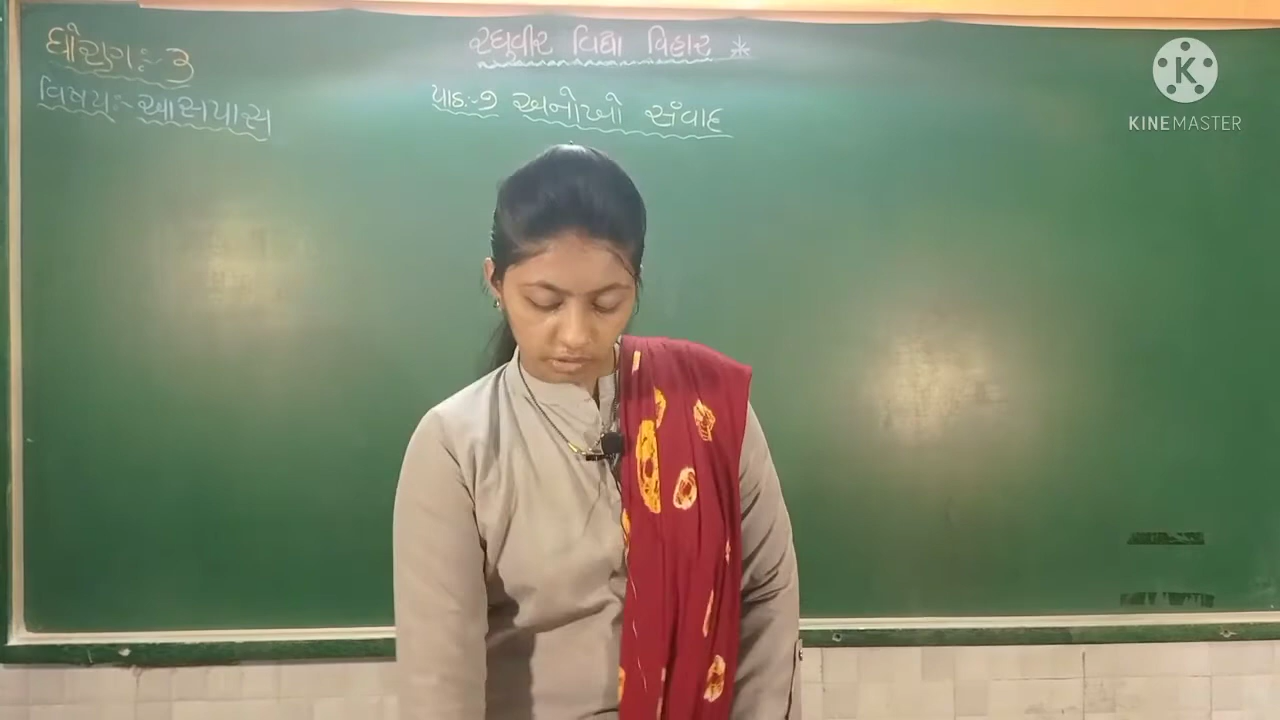 રઘુવીર વિદ્યા વિહાર *
ધોરણ:- ૩
વિષય:- આસપાસ
પાઠ:-૭ અનોખો સંવાદ
KINEMASTER